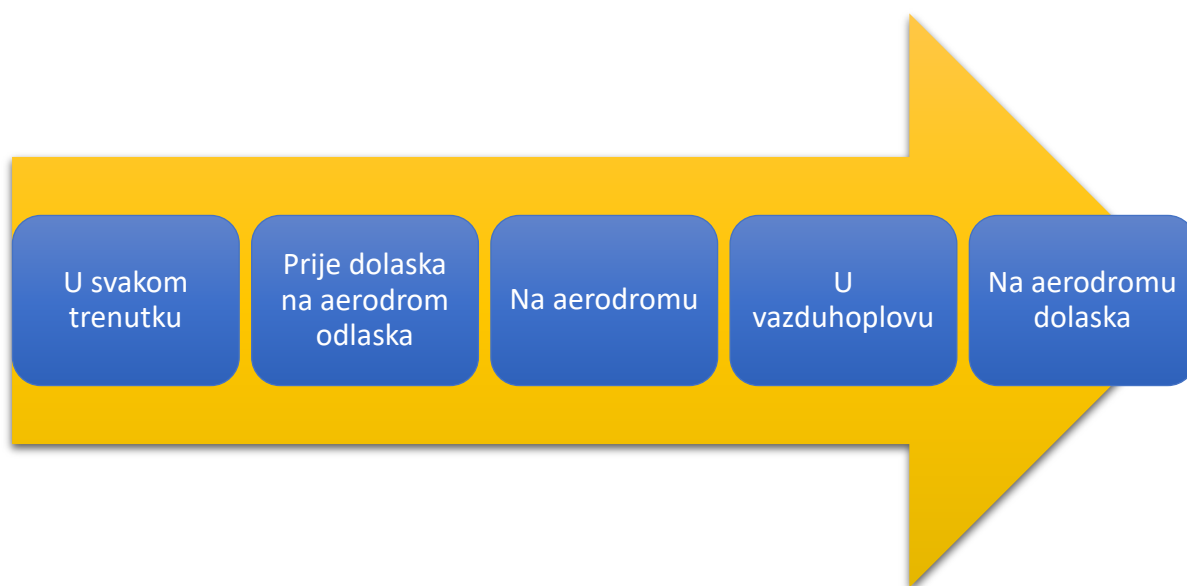 U svakom
trenutku
Prije dolaska
na aerodrom
odlaska
Na aerodromu
U
vazduhoplovu
Na aerodromu
dolaska